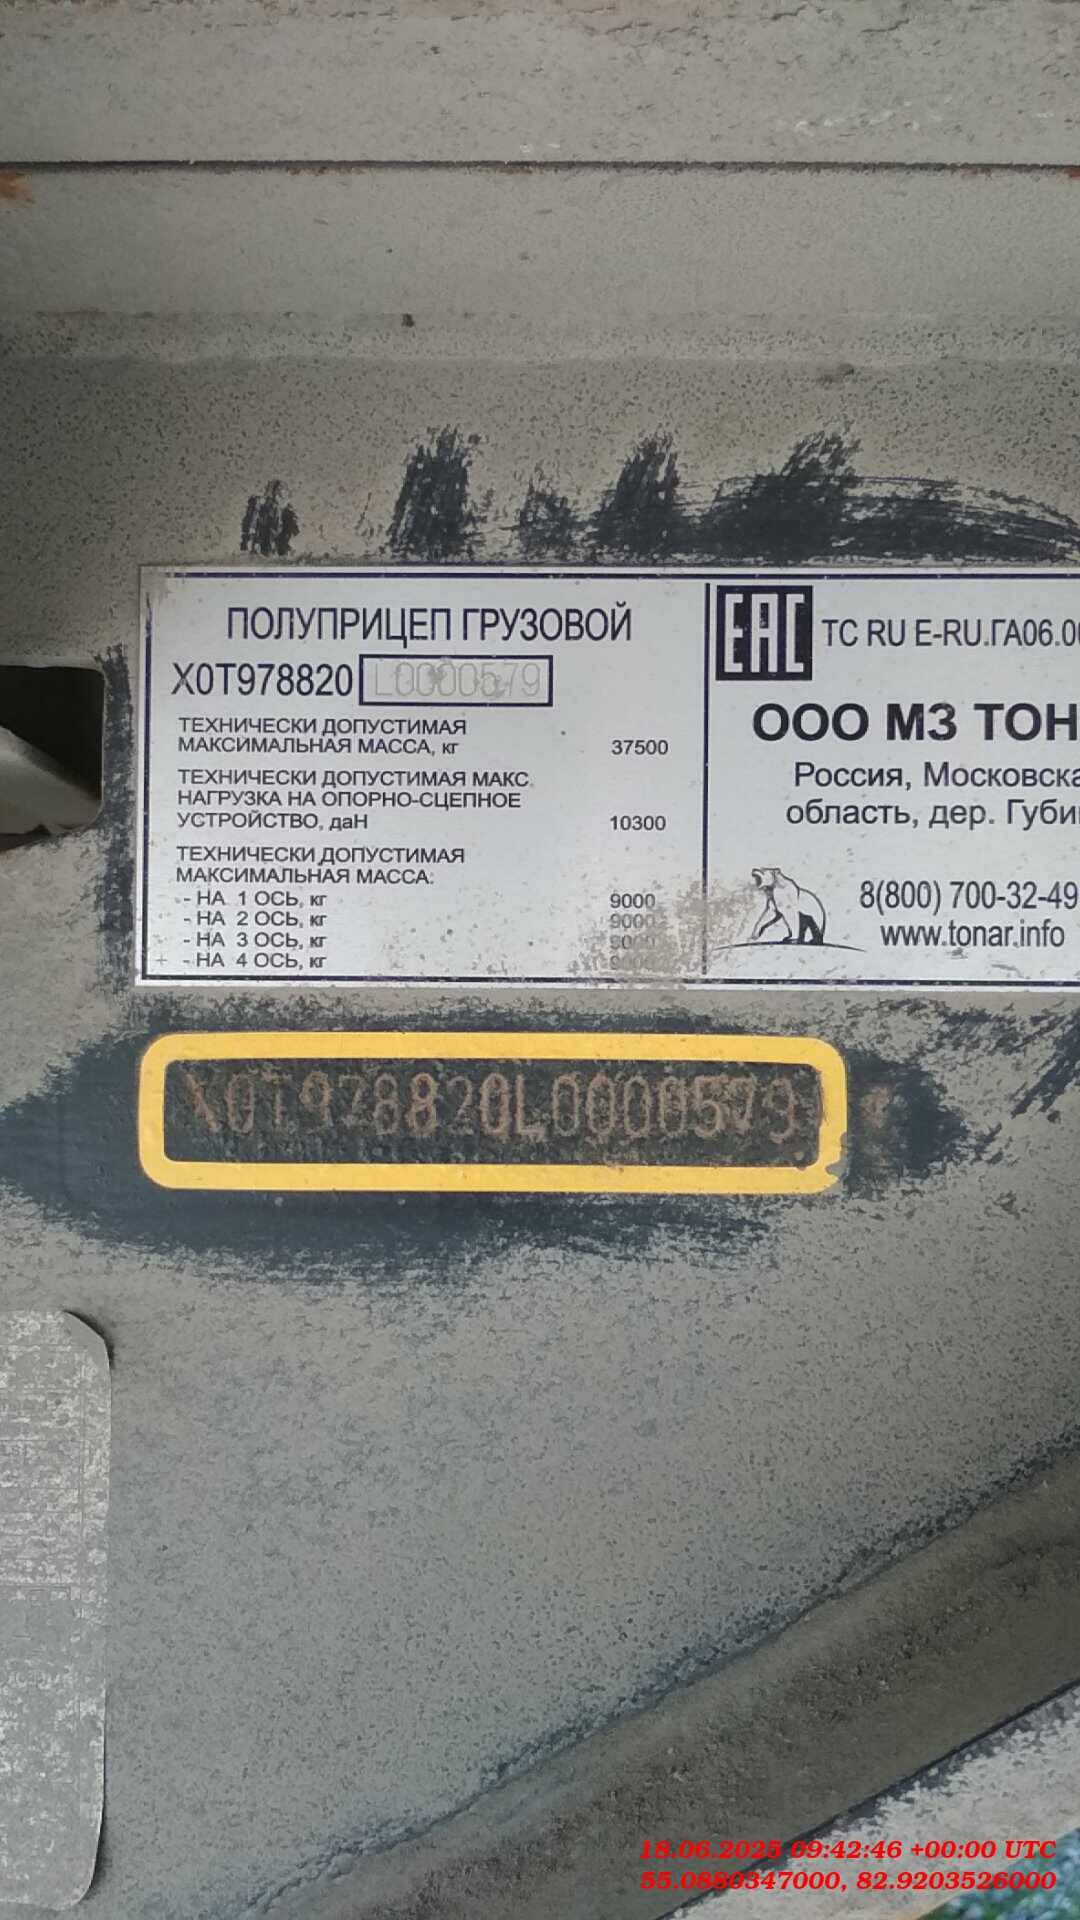 ПОЛУПРИЦЕП ГРУЗОВОЙ
X0T978820 L0000579
ТЕХНИЧЕСКИ ДОПУСТИМАЯ
МАКСИМАЛЬНАЯ МАССА, кг 37500
ТЕХНИЧЕСКИ ДОПУСТИМАЯ МАКС.
НАГРУЗКА НА ОПОРНО-СЦЕПНОЕ
УСТРОЙСТВО, даН 10300
ТЕХНИЧЕСКИ ДОПУСТИМАЯ
МАКСИМАЛЬНАЯ МАССА:
- НА 1 ОСЬ, кг 9000
- НА 2 ОСЬ, кг 9000
- НА 3 ОСЬ, кг 9000
- НА 4 ОСЬ, кг 9000
EAC TC RU E-RU.ГА06.00
ООО МЗ ТОН
Россия, Московска
область, дер. Губи
8(800) 700-32-49
www.tonar.info
X0T978820L0000579
18.06.2025 09:42:46 +00:00 UTC
55.0880347000, 82.9203526000